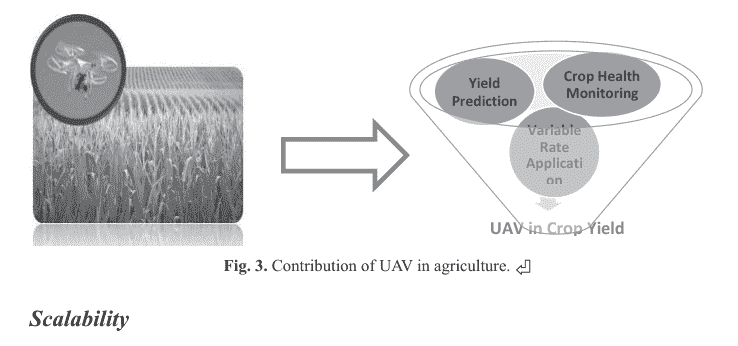 Yield
Prediction
Crop Health
Monitoring
Variable
Rate
Applicati
on
UAV in Crop Yield
Fig. 3. Contribution of UAV in agriculture. ⏎
Scalability